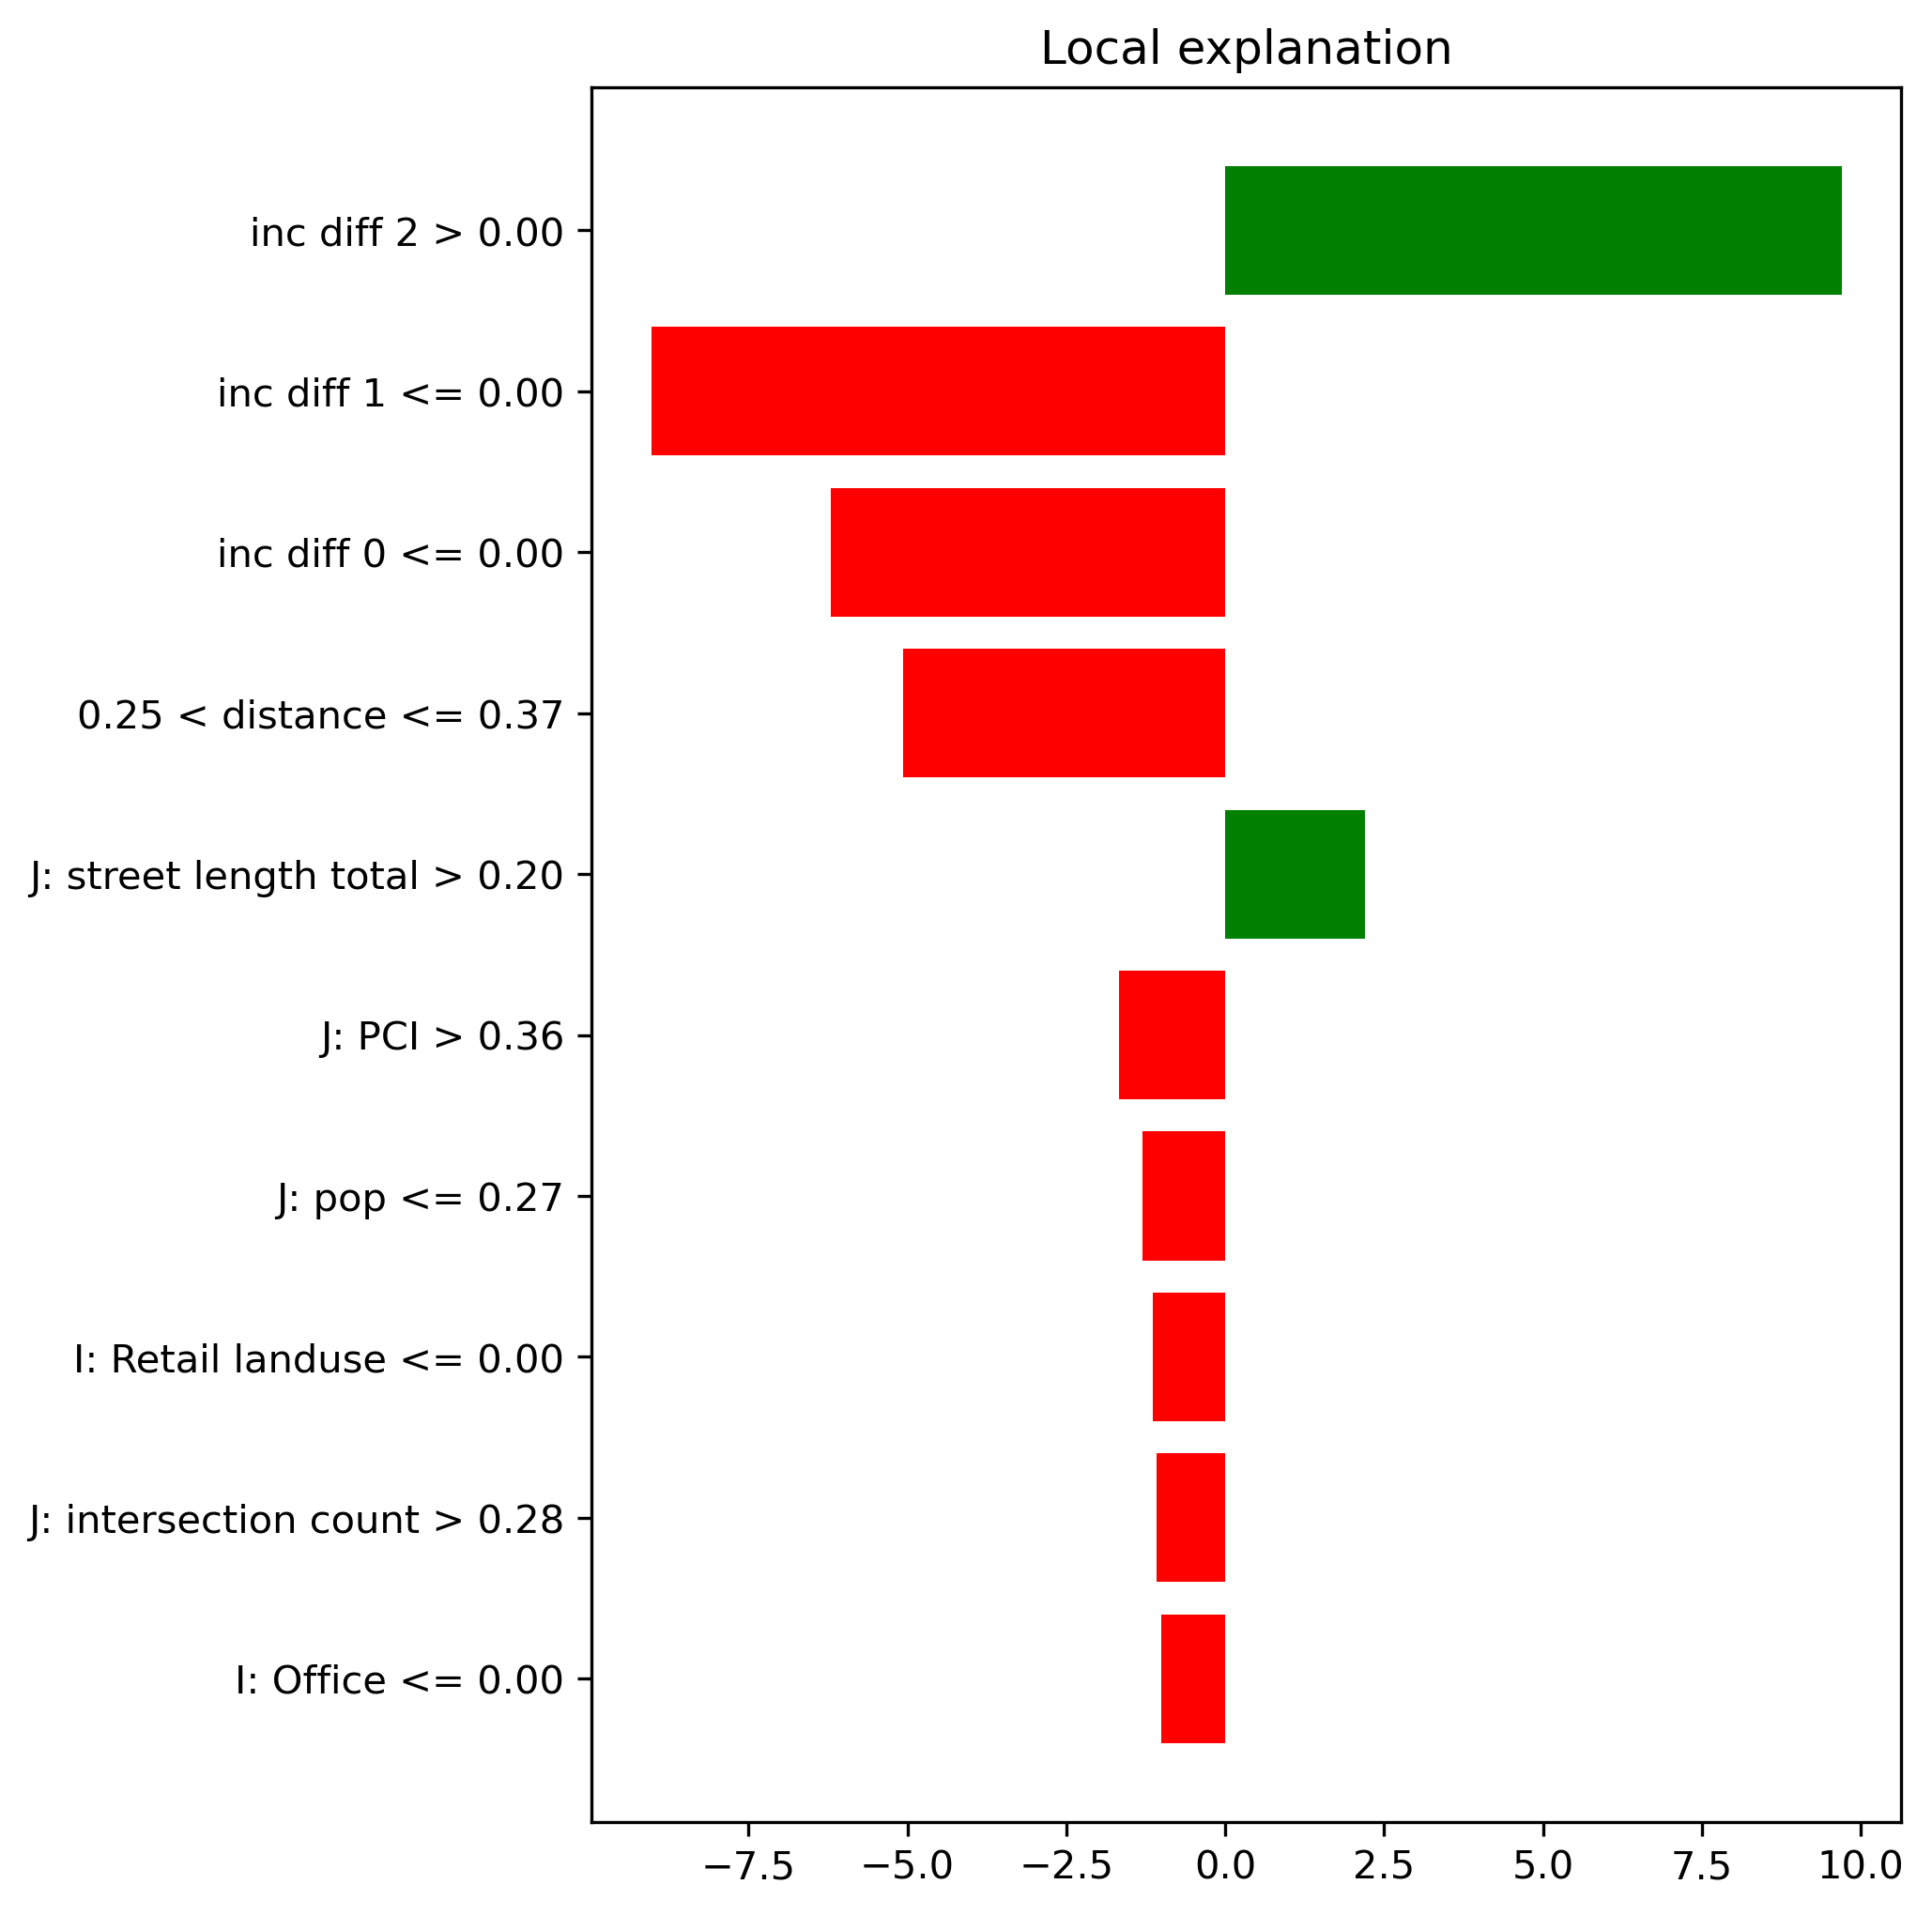 Local explanation
inc diff 2 > 0.00
inc diff 1 <= 0.00
inc diff 0 <= 0.00
0.25 < distance <= 0.37
J: street length total > 0.20
J: PCI > 0.36
J: pop <= 0.27
I: Retail landuse <= 0.00
J: intersection count > 0.28
I: Office <= 0.00
−7.5 −5.0 −2.5 0.0 2.5 5.0 7.5 10.0